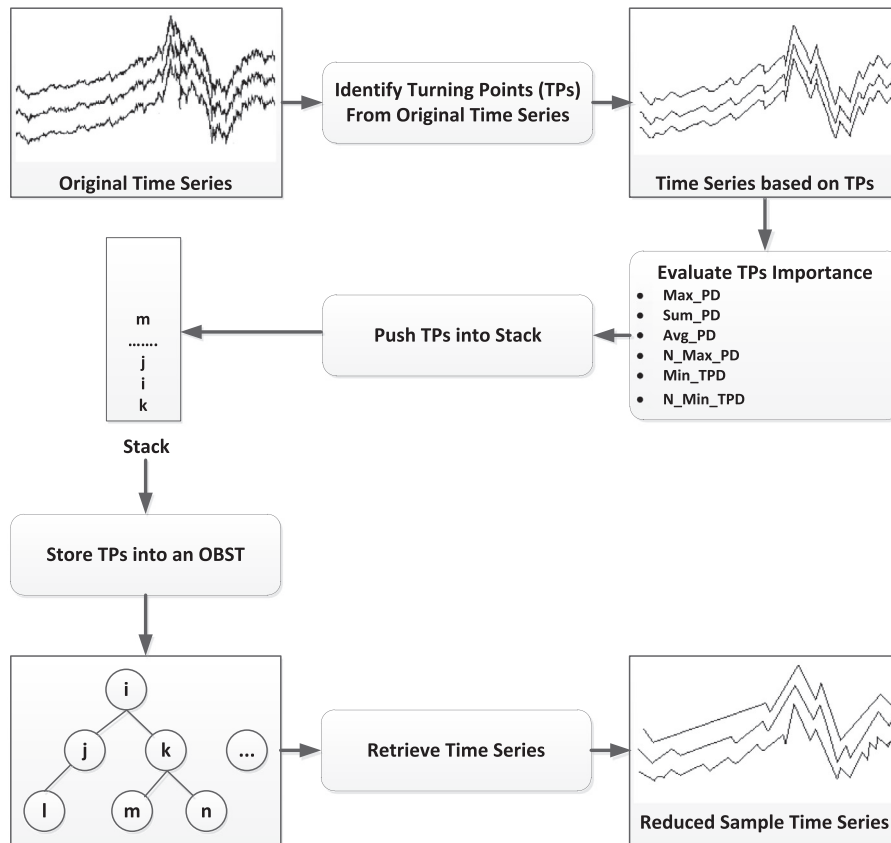 Original Time Series
Identify Turning Points (TPs)
From Original Time Series
Time Series based on TPs
Evaluate TPs Importance
• Max_PD
• Sum_PD
• Avg_PD
• N_Max_PD
• Min_TPD
• N_Min_TPD
Push TPs into Stack
m
.......
j
i
k
Stack
Store TPs into an OBST
i
j
k
...
l
m
n
Retrieve Time Series
Reduced Sample Time Series